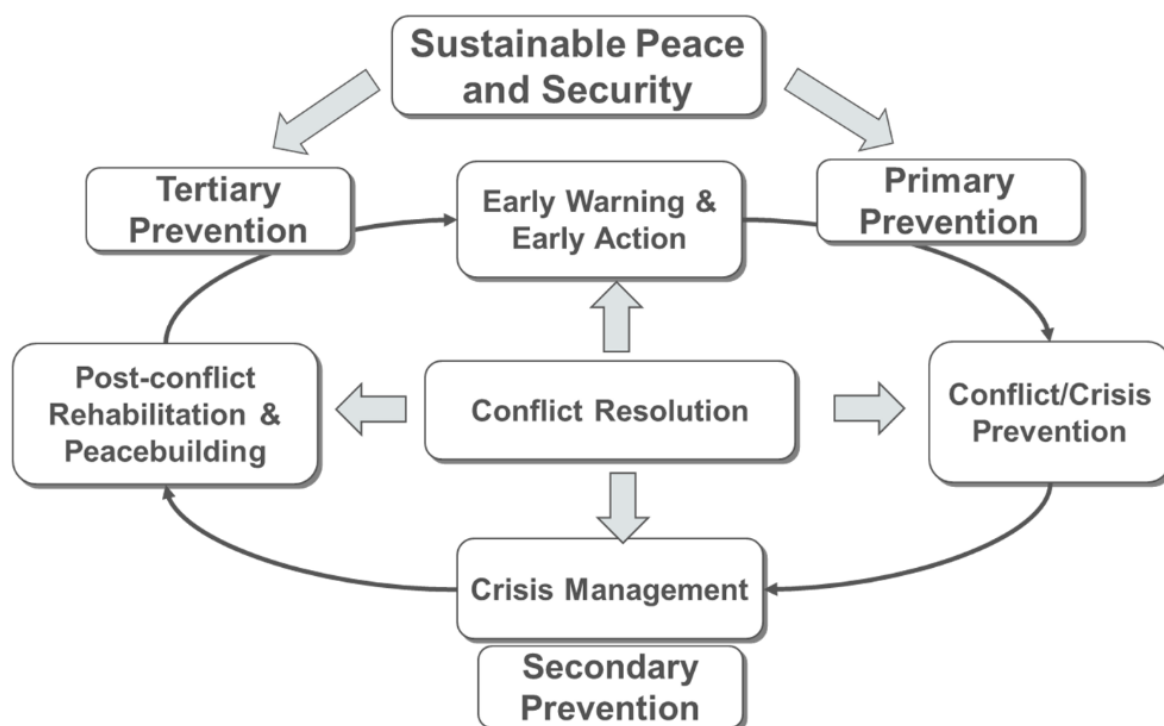 Sustainable Peace
and Security
Tertiary
Prevention
Early Warning &
Early Action
Primary
Prevention
Post-conflict
Rehabilitation &
Peacebuilding
Conflict Resolution
Conflict/Crisis
Prevention
Crisis Management
Secondary
Prevention